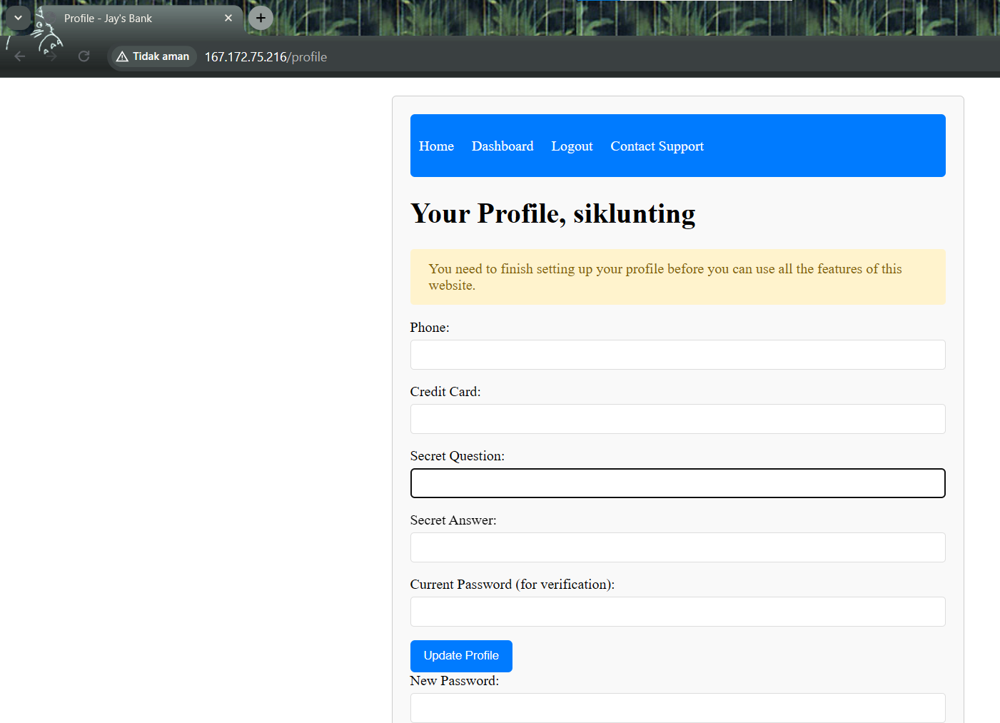 Profile - Jay's Bank
Tidak aman
167.172.75.216/profile
Home Dashboard Logout Contact Support
Your Profile, siklunting
You need to finish setting up your profile before you can use all the features of this
website.
Phone:
Credit Card:
Secret Question:
Secret Answer:
Current Password (for verification):
Update Profile
New Password: